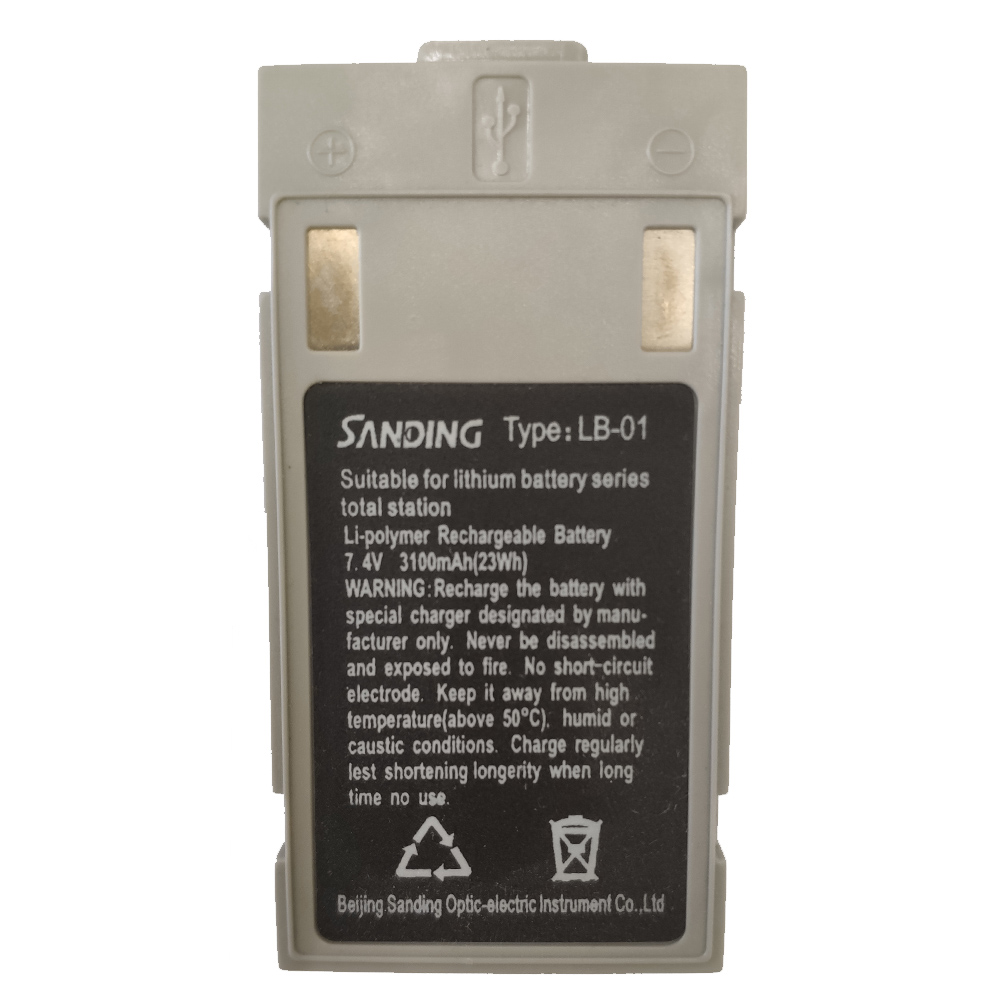 + -
SANDING Type: LB-01
Suitable for lithium battery series
total station
Li-polymer Rechargeable Battery
7.4V 3100mAh(23Wh)
WARNING: Recharge the battery with
special charger designated by manu-
facturer only. Never be disassembled
and exposed to fire. No short-circuit
electrode. Keep it away from high
temperature(above 50°C), humid or
caustic conditions. Charge regularly
lest shortening longerity when long
time no use.
Beijing Sanding Optic-electric Instrument Co.,Ltd